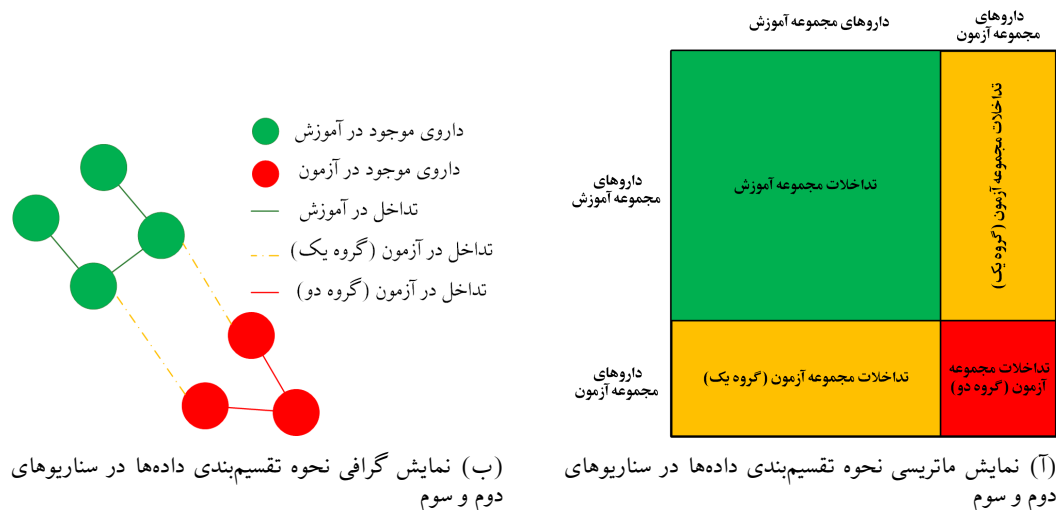 داروهای مجموعه آموزش
داروهای
مجموعه آزمون
داروهای
مجموعه آموزش
تداخلات مجموعه آموزش
تداخلات مجموعه آزمون (گروه یک)
داروهای
مجموعه آزمون
تداخلات مجموعه آزمون (گروه یک)
تداخلات مجموعه
آزمون (گروه دو)
(آ) نمایش ماتریسی نحوه تقسیم‌بندی داده‌ها در سناریوهای
دوم و سوم
داروی موجود در آموزش
داروی موجود در آزمون
تداخل در آموزش
تداخل در آزمون (گروه یک)
تداخل در آزمون (گروه دو)
(ب) نمایش گرافی نحوه تقسیم‌بندی داده‌ها در سناریوهای
دوم و سوم